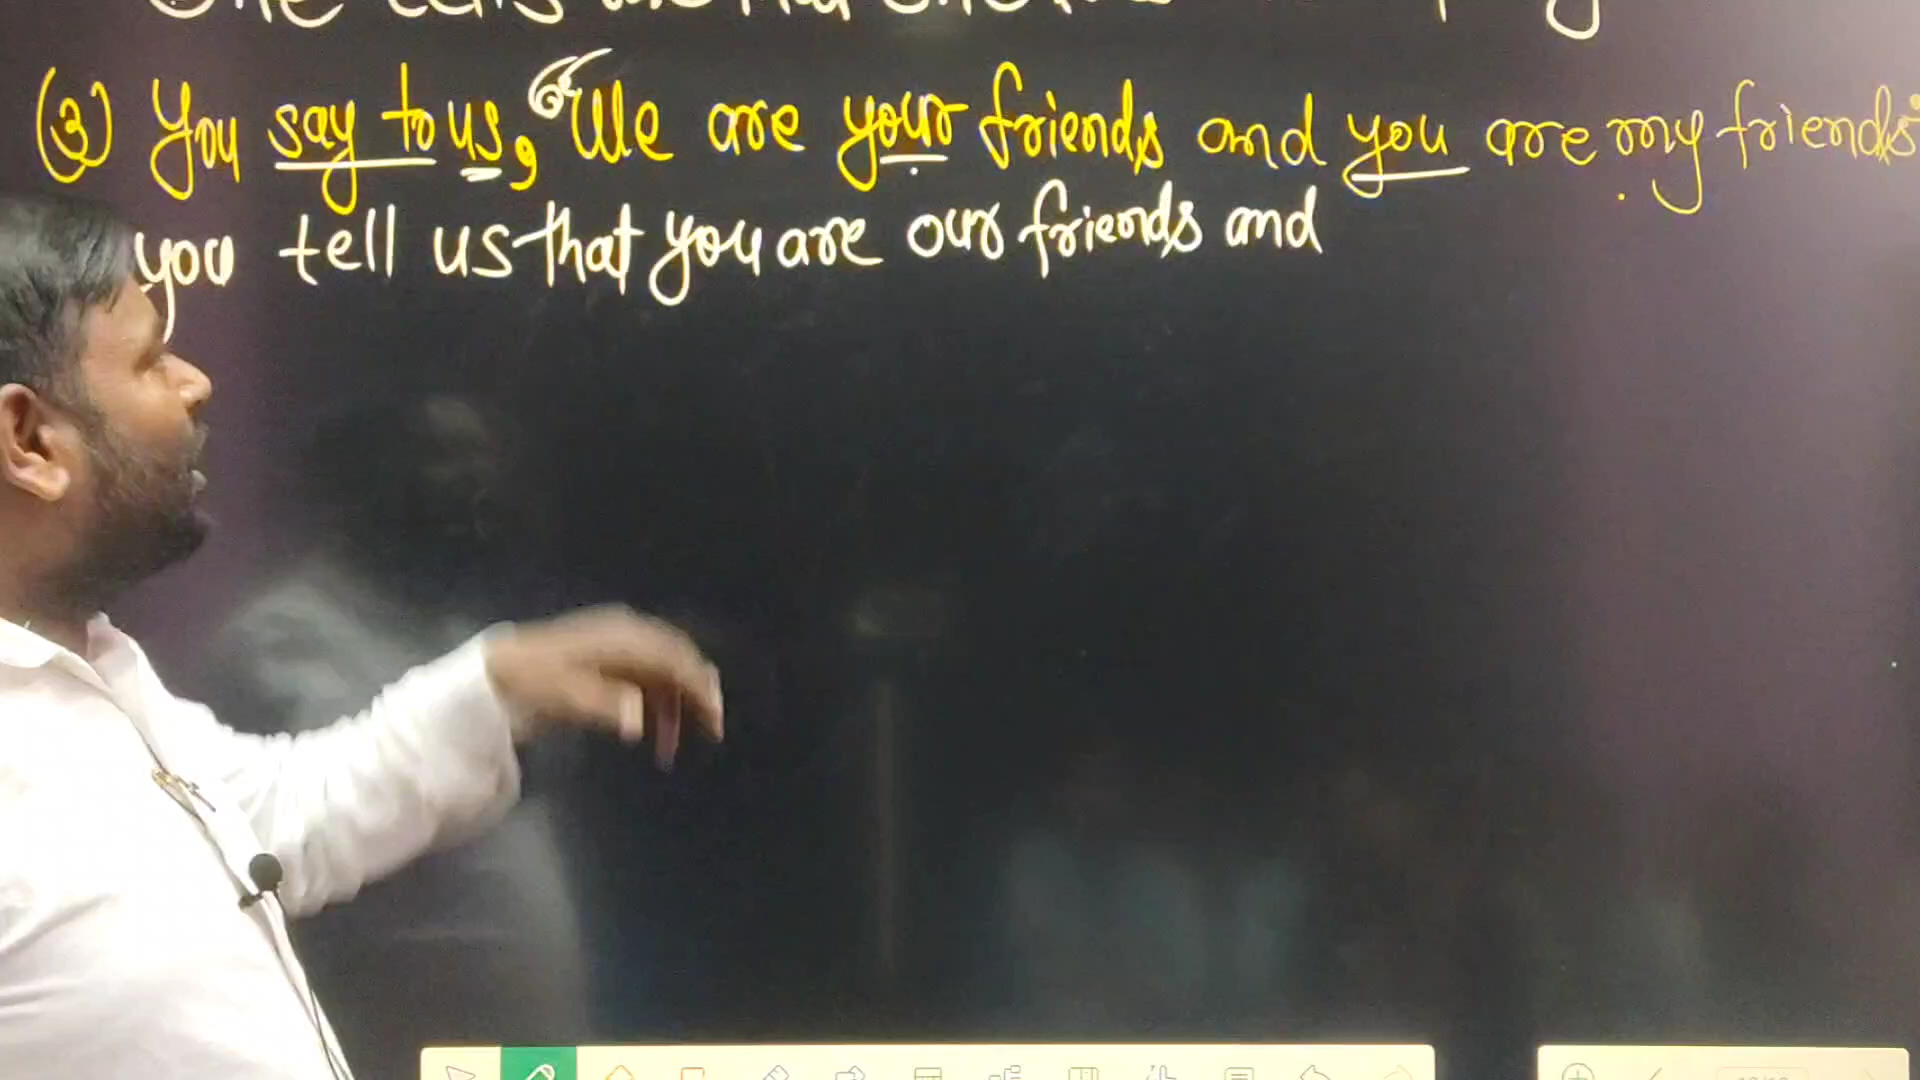 (3) You say to us, “We are your friends and you are my friends"
you tell us that you are our friends and